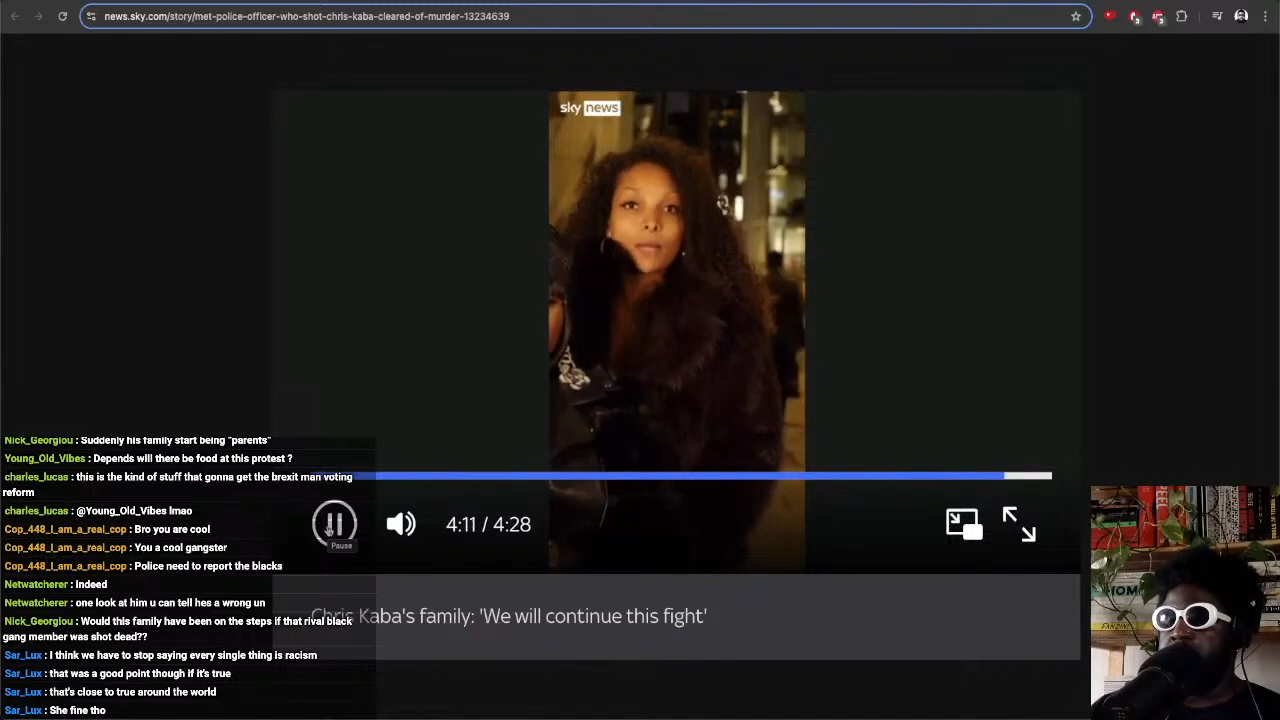 news.sky.com/story/met-police-officer-who-shot-chris-kaba-cleared-of-murder-13234639
sky news
Nick_Georgiou : Suddenly his family start being "parents"
Young_Old_Vibes : Depends will there be food at this protest ?
charles_lucas : this is the kind of stuff that gonna get the brexit man voting
reform
charles_lucas : @Young_Old_Vibes lmao
Cop_448_I_am_a_real_cop : Bro you are cool
Cop_448_I_am_a_real_cop : You a cool gangster
Cop_448_I_am_a_real_cop : Police need to report the blacks
Netwatcherer : Indeed
Netwatcherer : one look at him u can tell hes a wrong un
Nick_Georgiou : Would this family have been on the steps if that rival black
gang member was shot dead??
Sar_Lux : I think we have to stop saying every single thing is racism
Sar_Lux : that was a good point though if it's true
Sar_Lux : that's close to true around the world
Sar_Lux : She fine tho
4:11 / 4:28
Pause
Chris Kaba's family: 'We will continue this fight'